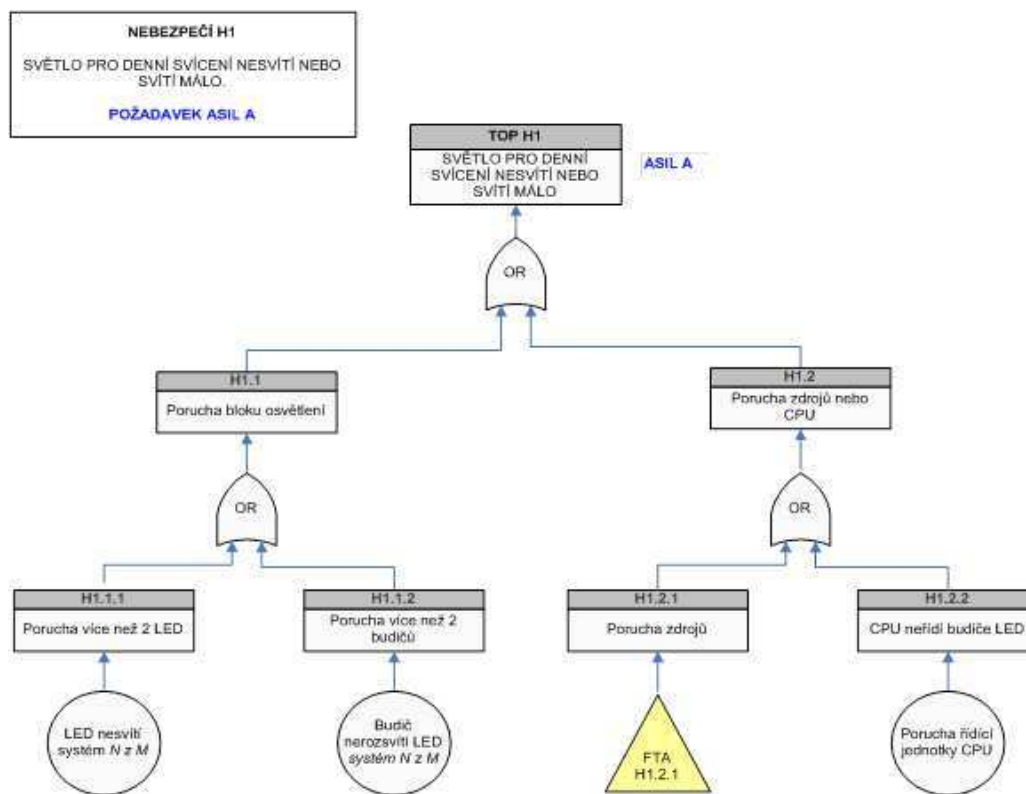 NEBEZPEČÍ H1
SVĚTLO PRO DENNÍ SVÍCENÍ NESVÍTÍ NEBO
SVÍTÍ MÁLO.
POŽADAVEK ASIL A
TOP H1
SVĚTLO PRO DENNÍ
SVÍCENÍ NESVÍTÍ NEBO
SVÍTÍ MÁLO
ASIL A
OR
H1.1
Porucha bloku osvětlení
H1.2
Porucha zdrojů nebo
CPU
OR
OR
H1.1.1
Porucha více než 2 LED
H1.1.2
Porucha více než 2
budičů
H1.2.1
Porucha zdrojů
H1.2.2
CPU neřídí budiče LED
LED nesvítí
systém N z M
Budič
nerozsvítí LED
systém N z M
FTA
H1.2.1
Porucha řídící
jednotky CPU